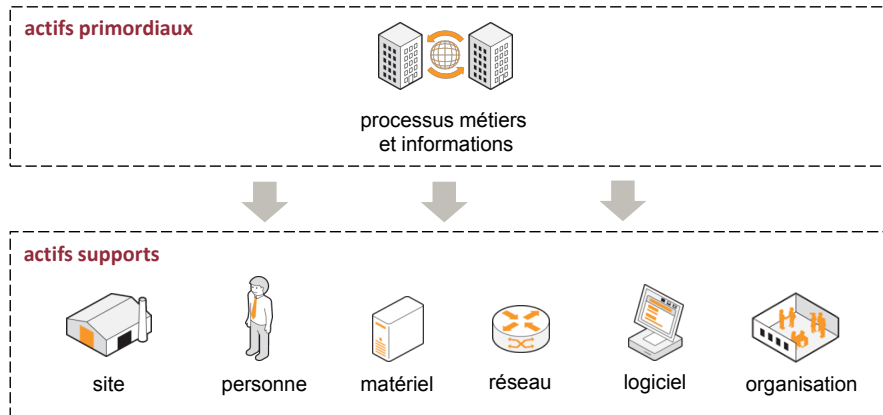 actifs primordiaux
processus métiers
et informations
actifs supports
site
personne
matériel
réseau
logiciel
organisation